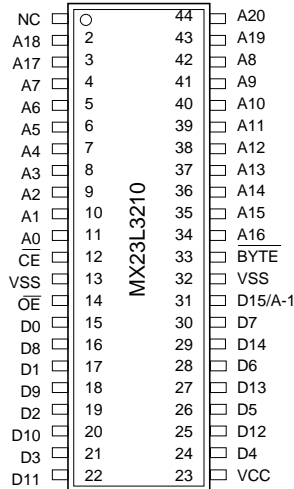 NC 44 A20
A18 2 43 A19
A17 3 42 A8
A7 4 41 A9
A6 5 40 A10
A5 6 39 A11
A4 7 38 A12
A3 8 37 A13
A2 9 36 A14
A1 10 35 A15
A0 11 34 A16
CE 12 33 BYTE
VSS 13 32 VSS
OE 14 31 D15/A-1
D0 15 30 D7
D8 16 29 D14
D1 17 28 D6
D9 18 27 D13
D2 19 26 D5
D10 20 25 D12
D3 21 24 D4
D11 22 23 VCC
MX23L3210